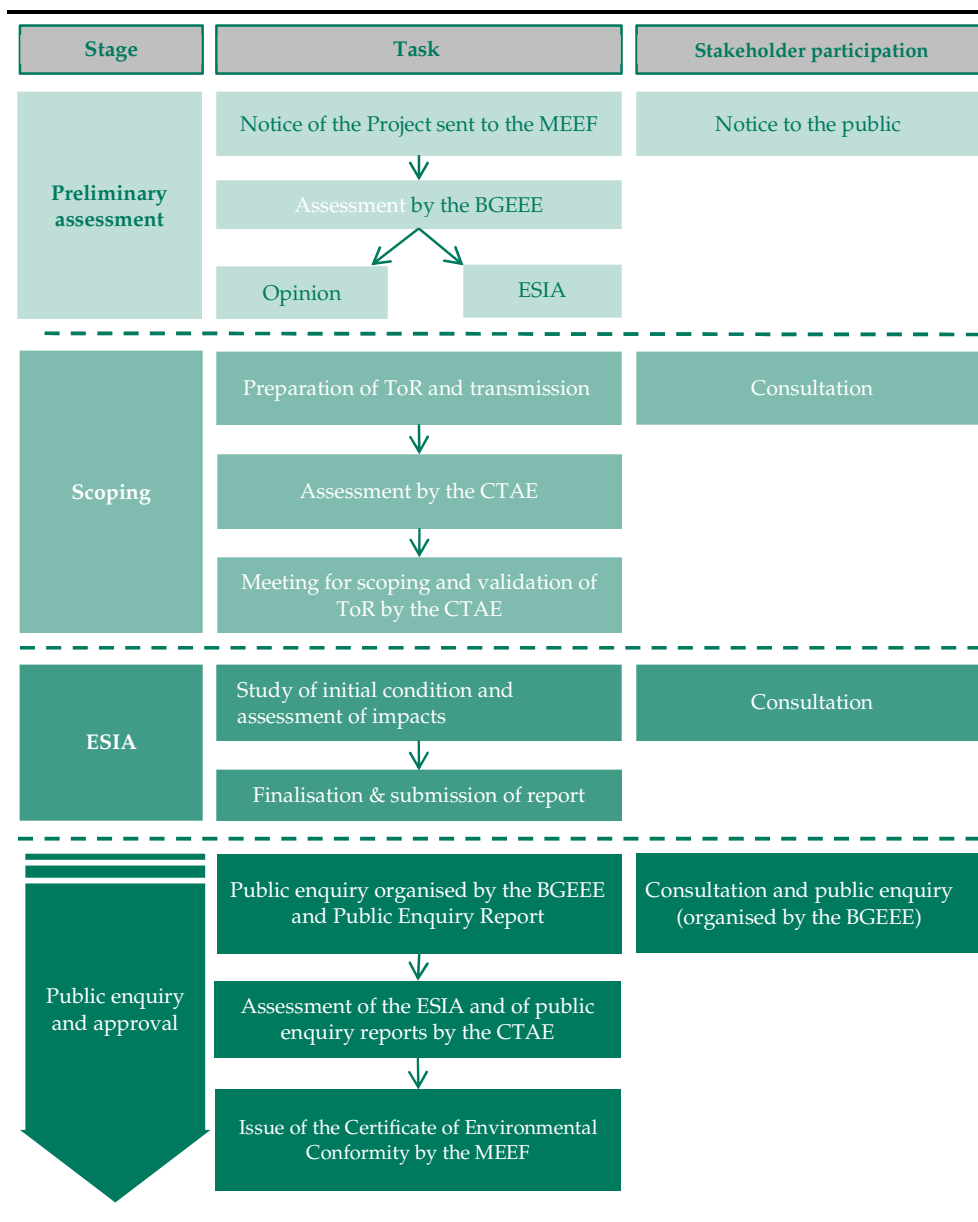 Stage
Task
Stakeholder participation
Preliminary
assessment
Notice of the Project sent to the MEEF
Notice to the public
Assessment by the BGEEE
Opinion
ESIA
Scoping
Preparation of ToR and transmission
Consultation
Assessment by the CTAE
Meeting for scoping and validation of
ToR by the CTAE
ESIA
Study of initial condition and
assessment of impacts
Consultation
Finalisation & submission of report
Public enquiry
and approval
Public enquiry organised by the BGEEE
and Public Enquiry Report
Consultation and public enquiry
(organised by the BGEEE)
Assessment of the ESIA and of public
enquiry reports by the CTAE
Issue of the Certificate of Environmental
Conformity by the MEEF